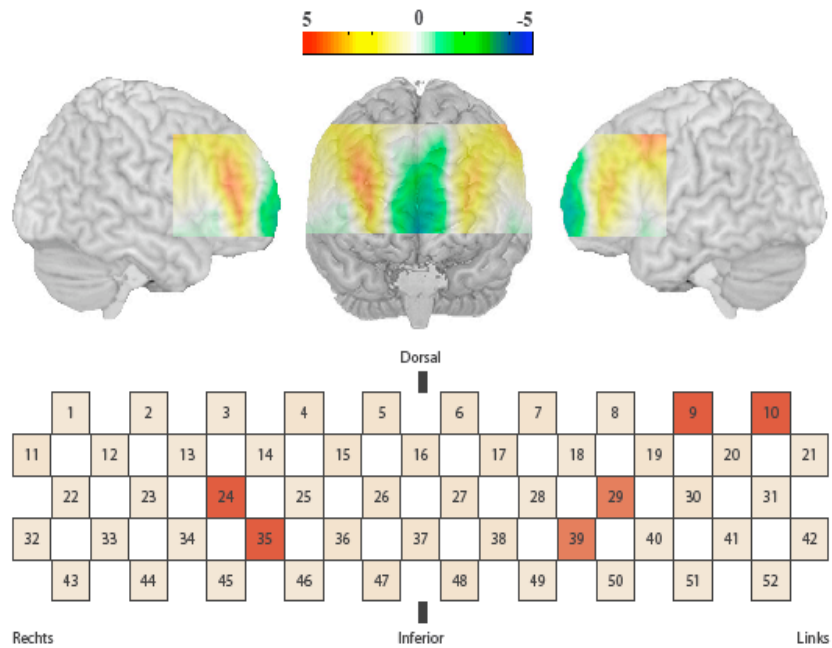 5 0 -5
Dorsal
1 2 3 4 5 6 7 8 9 10
11 12 13 14 15 16 17 18 19 20 21
22 23 24 25 26 27 28 29 30 31
32 33 34 35 36 37 38 39 40 41 42
43 44 45 46 47 48 49 50 51 52
Rechts Inferior Links